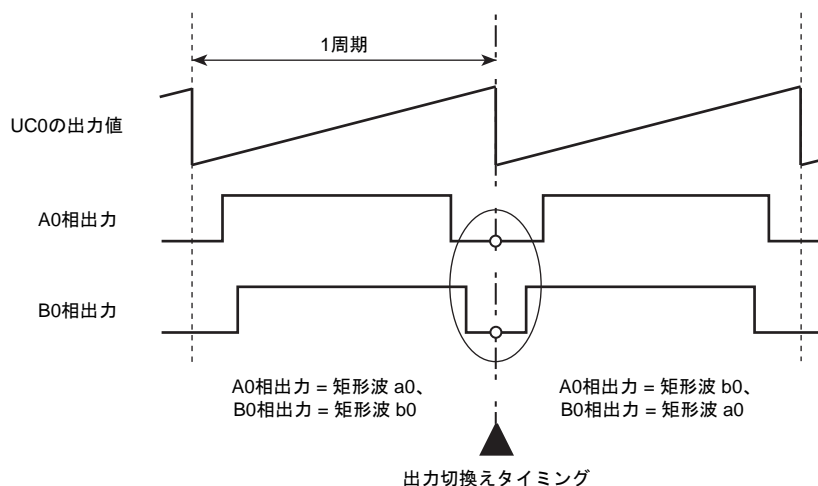 1周期
UC0の出力値
A0相出力
B0相出力
A0相出力 = 矩形波 a0、
B0相出力 = 矩形波 b0
A0相出力 = 矩形波 b0、
B0相出力 = 矩形波 a0
出力切換えタイミング